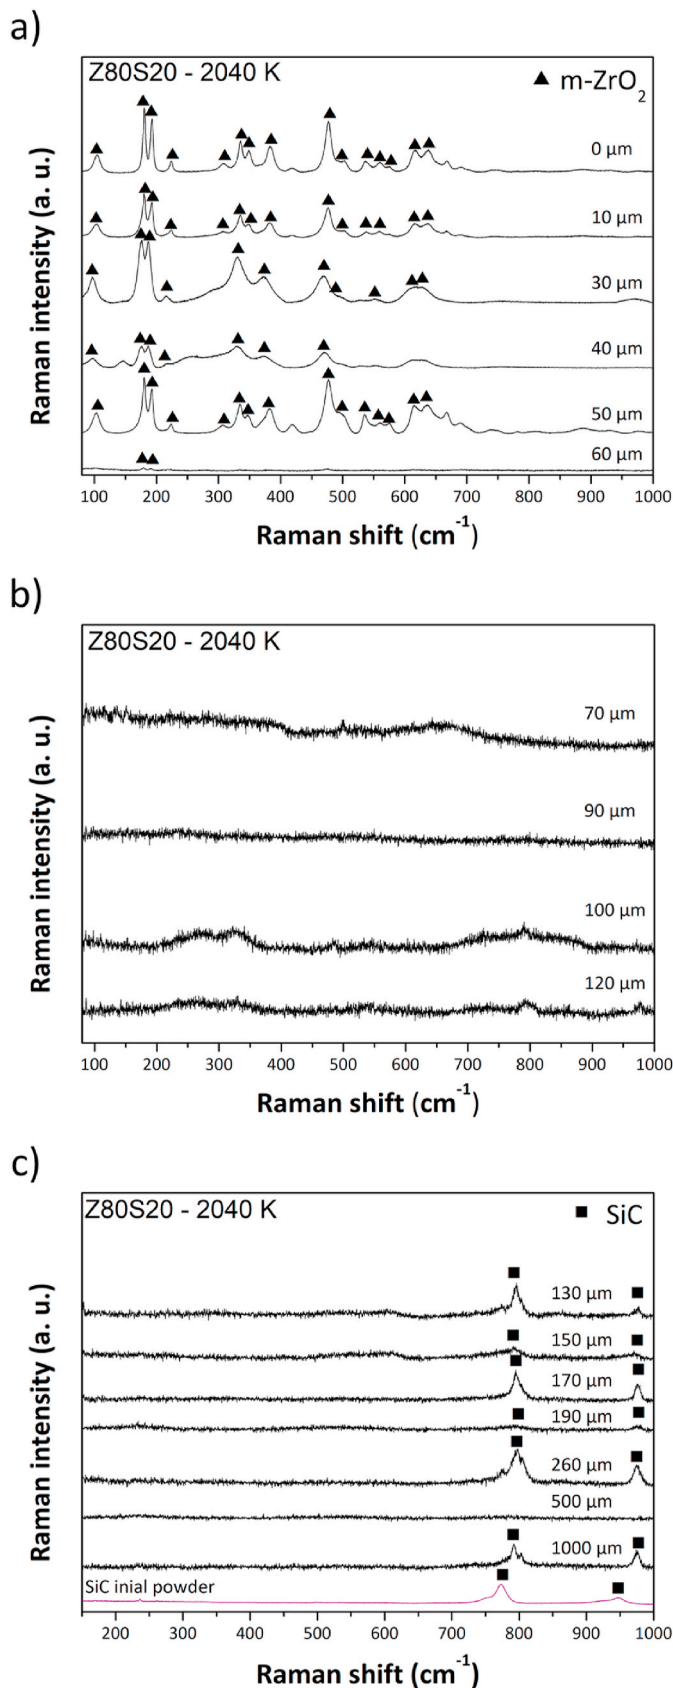 a)
Z80S20 - 2040 K
▲ m-ZrO₂
0 µm
10 µm
30 µm
40 µm
50 µm
60 µm
Raman intensity (a. u.)
100 200 300 400 500 600 700 800 900 1000
Raman shift (cm⁻¹)
b)
Z80S20 - 2040 K
70 µm
90 µm
100 µm
120 µm
Raman intensity (a. u.)
100 200 300 400 500 600 700 800 900 1000
Raman shift (cm⁻¹)
c)
Z80S20 - 2040 K
■ SiC
130 µm
150 µm
170 µm
190 µm
260 µm
500 µm
1000 µm
SiC inial powder
Raman intensity (a. u.)
200 300 400 500 600 700 800 900 1000
Raman shift (cm⁻¹)